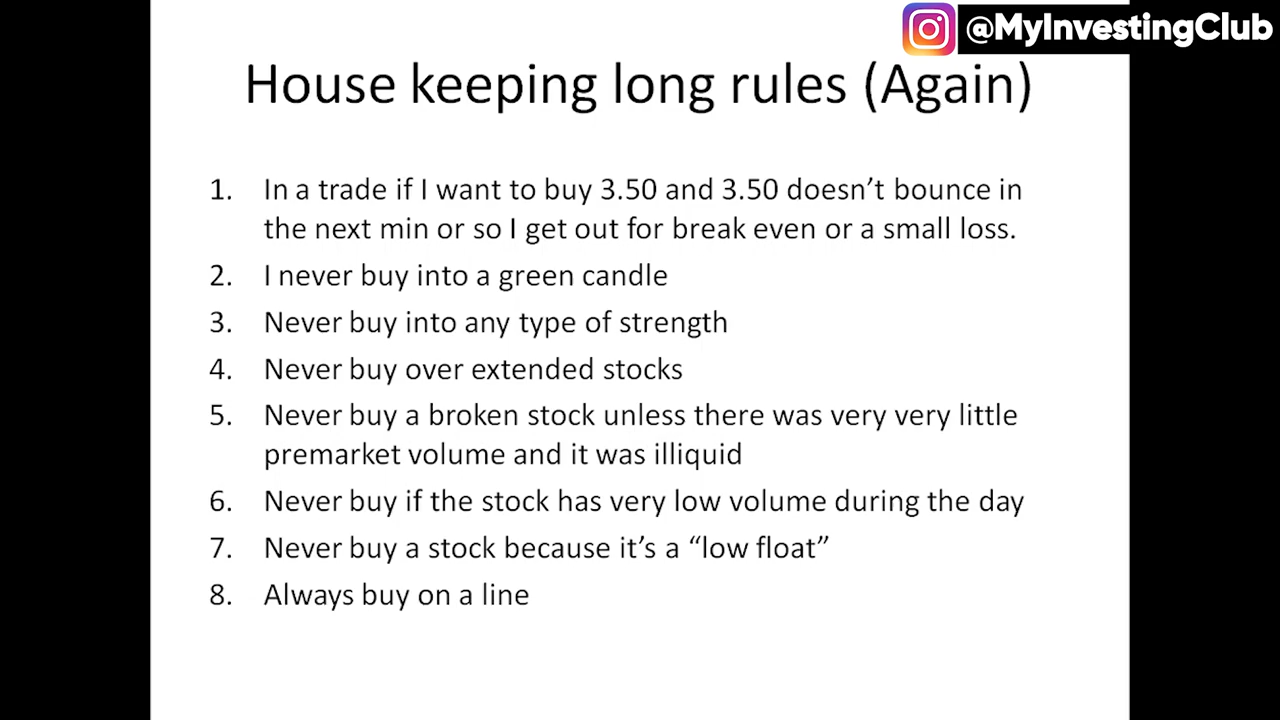 @MyInvestingClub
House keeping long rules (Again)
1. In a trade if I want to buy 3.50 and 3.50 doesn’t bounce in
the next min or so I get out for break even or a small loss.
2. I never buy into a green candle
3. Never buy into any type of strength
4. Never buy over extended stocks
5. Never buy a broken stock unless there was very very little
premarket volume and it was illiquid
6. Never buy if the stock has very low volume during the day
7. Never buy a stock because it’s a “low float”
8. Always buy on a line